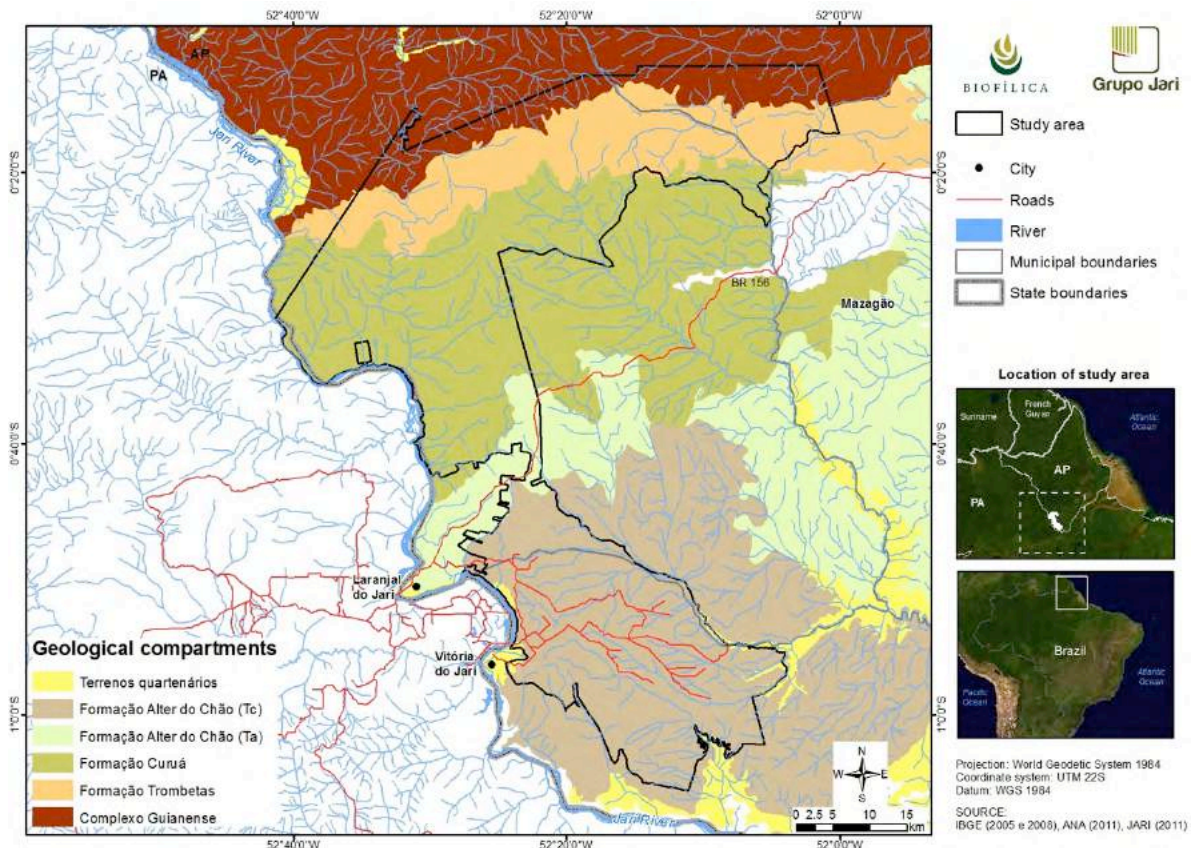 52°40'0"W
52°20'0"W
52°0'0"W
0°20'0"S
0°40'0"S
1°0'0"S
0°20'0"S
0°40'0"S
1°0'0"S
52°40'0"W
52°20'0"W
52°0'0"W
AP
PA
Jari River
BR 156
Mazagão
Laranjal
do Jari
Vitória
do Jari
Jari River
Geological compartments
Terrenos quartenários
Formação Alter do Chão (Tc)
Formação Alter do Chão (Ta)
Formação Curuá
Formação Trombetas
Complexo Guianense
N
W E
S
0 2.5 5 10 15
km
BIOFÍLICA
Grupo Jari
Study area
City
Roads
River
Municipal boundaries
State boundaries
Location of study area
Suriname
French
Guyan
Atlantic
Ocean
AP
PA
Brazil
Atlantic
Ocean
Pacific
Ocean
Projection: World Geodetic System 1984
Coordinate system: UTM 22S
Datum: WGS 1984
SOURCE:
IBGE (2005 e 2008), ANA (2011), JARI (2011)